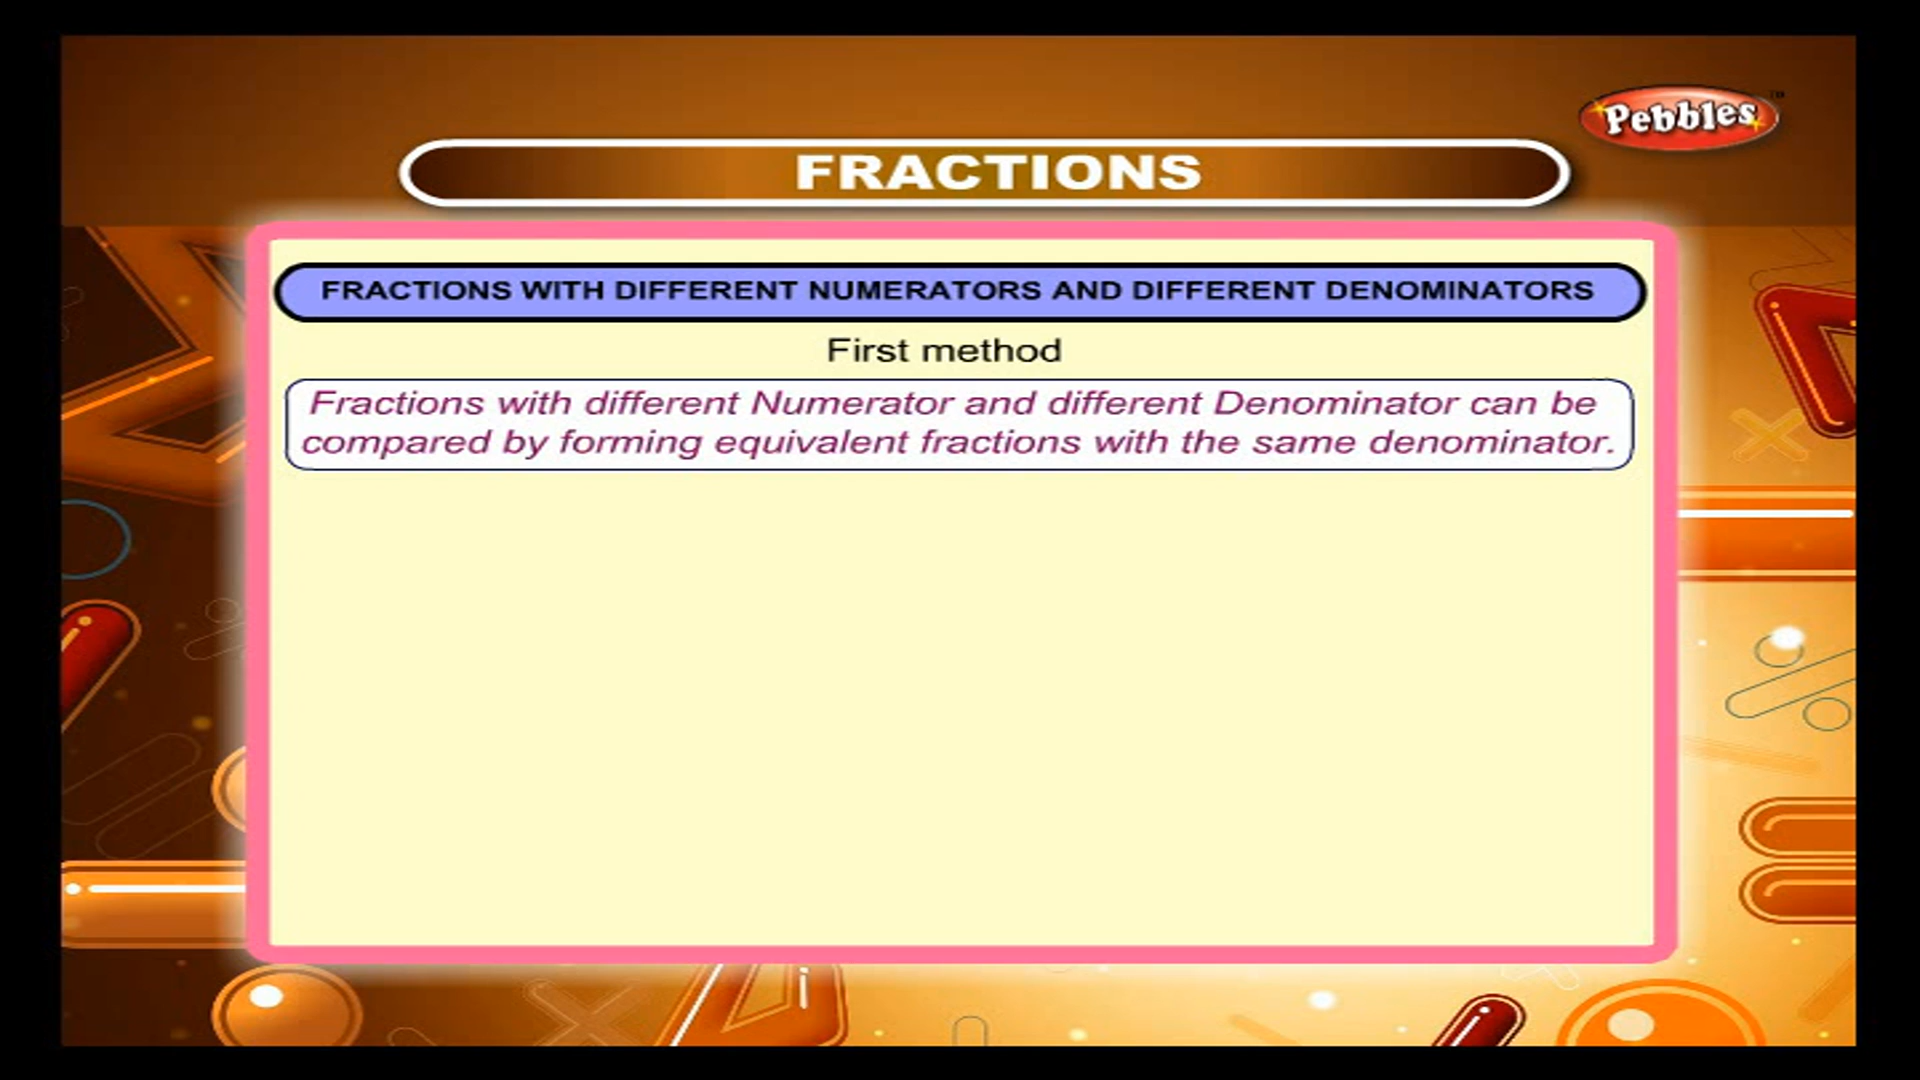 Pebbles™
FRACTIONS
FRACTIONS WITH DIFFERENT NUMERATORS AND DIFFERENT DENOMINATORS
First method
Fractions with different Numerator and different Denominator can be
compared by forming equivalent fractions with the same denominator.